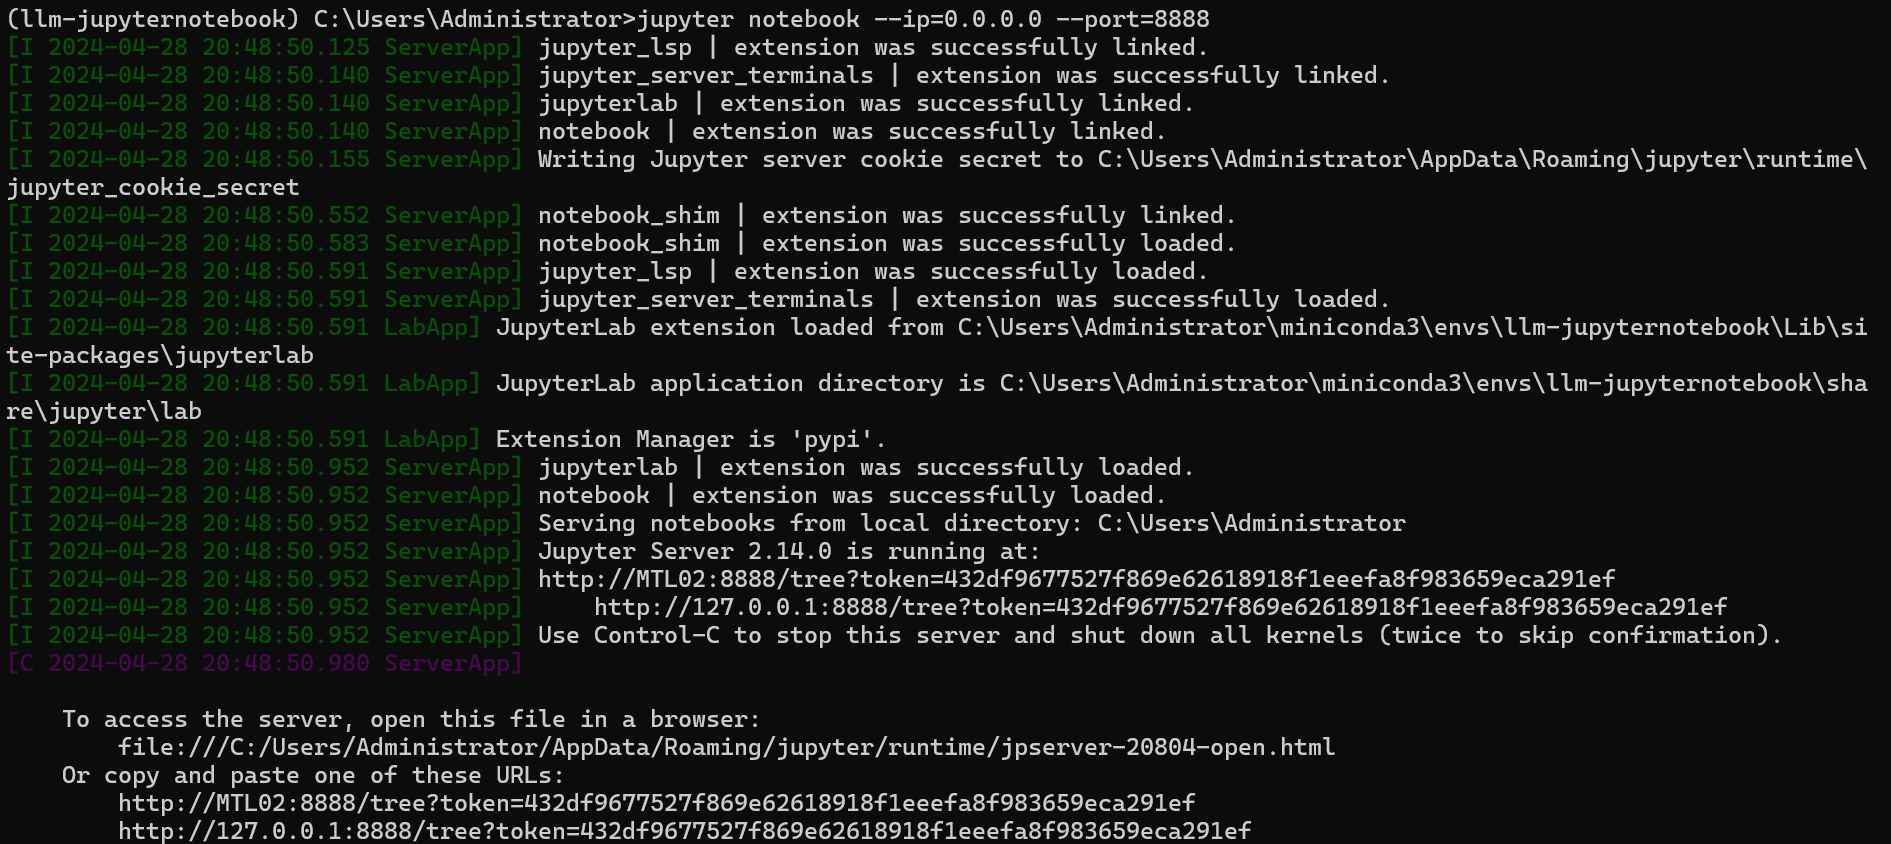 (llm-jupyternotebook) C:\Users\Administrator>jupyter notebook --ip=0.0.0.0 --port=8888
[I 2024-04-28 20:48:50.125 ServerApp] jupyter_lsp | extension was successfully linked.
[I 2024-04-28 20:48:50.140 ServerApp] jupyter_server_terminals | extension was successfully linked.
[I 2024-04-28 20:48:50.140 ServerApp] jupyterlab | extension was successfully linked.
[I 2024-04-28 20:48:50.140 ServerApp] notebook | extension was successfully linked.
[I 2024-04-28 20:48:50.155 ServerApp] Writing Jupyter server cookie secret to C:\Users\Administrator\AppData\Roaming\jupyter\runtime\
jupyter_cookie_secret
[I 2024-04-28 20:48:50.552 ServerApp] notebook_shim | extension was successfully linked.
[I 2024-04-28 20:48:50.583 ServerApp] notebook_shim | extension was successfully loaded.
[I 2024-04-28 20:48:50.591 ServerApp] jupyter_lsp | extension was successfully loaded.
[I 2024-04-28 20:48:50.591 ServerApp] jupyter_server_terminals | extension was successfully loaded.
[I 2024-04-28 20:48:50.591 LabApp] JupyterLab extension loaded from C:\Users\Administrator\miniconda3\envs\llm-jupyternotebook\Lib\si
te-packages\jupyterlab
[I 2024-04-28 20:48:50.591 LabApp] JupyterLab application directory is C:\Users\Administrator\miniconda3\envs\llm-jupyternotebook\sha
re\jupyter\lab
[I 2024-04-28 20:48:50.591 LabApp] Extension Manager is 'pypi'.
[I 2024-04-28 20:48:50.952 ServerApp] jupyterlab | extension was successfully loaded.
[I 2024-04-28 20:48:50.952 ServerApp] notebook | extension was successfully loaded.
[I 2024-04-28 20:48:50.952 ServerApp] Serving notebooks from local directory: C:\Users\Administrator
[I 2024-04-28 20:48:50.952 ServerApp] Jupyter Server 2.14.0 is running at:
[I 2024-04-28 20:48:50.952 ServerApp] http://MTL02:8888/tree?token=432df9677527f869e62618918f1eeefa8f983659eca291ef
[I 2024-04-28 20:48:50.952 ServerApp]     http://127.0.0.1:8888/tree?token=432df9677527f869e62618918f1eeefa8f983659eca291ef
[I 2024-04-28 20:48:50.952 ServerApp] Use Control-C to stop this server and shut down all kernels (twice to skip confirmation).
[C 2024-04-28 20:48:50.980 ServerApp]
To access the server, open this file in a browser:
file:///C:/Users/Administrator/AppData/Roaming/jupyter/runtime/jpserver-20804-open.html
Or copy and paste one of these URLs:
http://MTL02:8888/tree?token=432df9677527f869e62618918f1eeefa8f983659eca291ef
http://127.0.0.1:8888/tree?token=432df9677527f869e62618918f1eeefa8f983659eca291ef